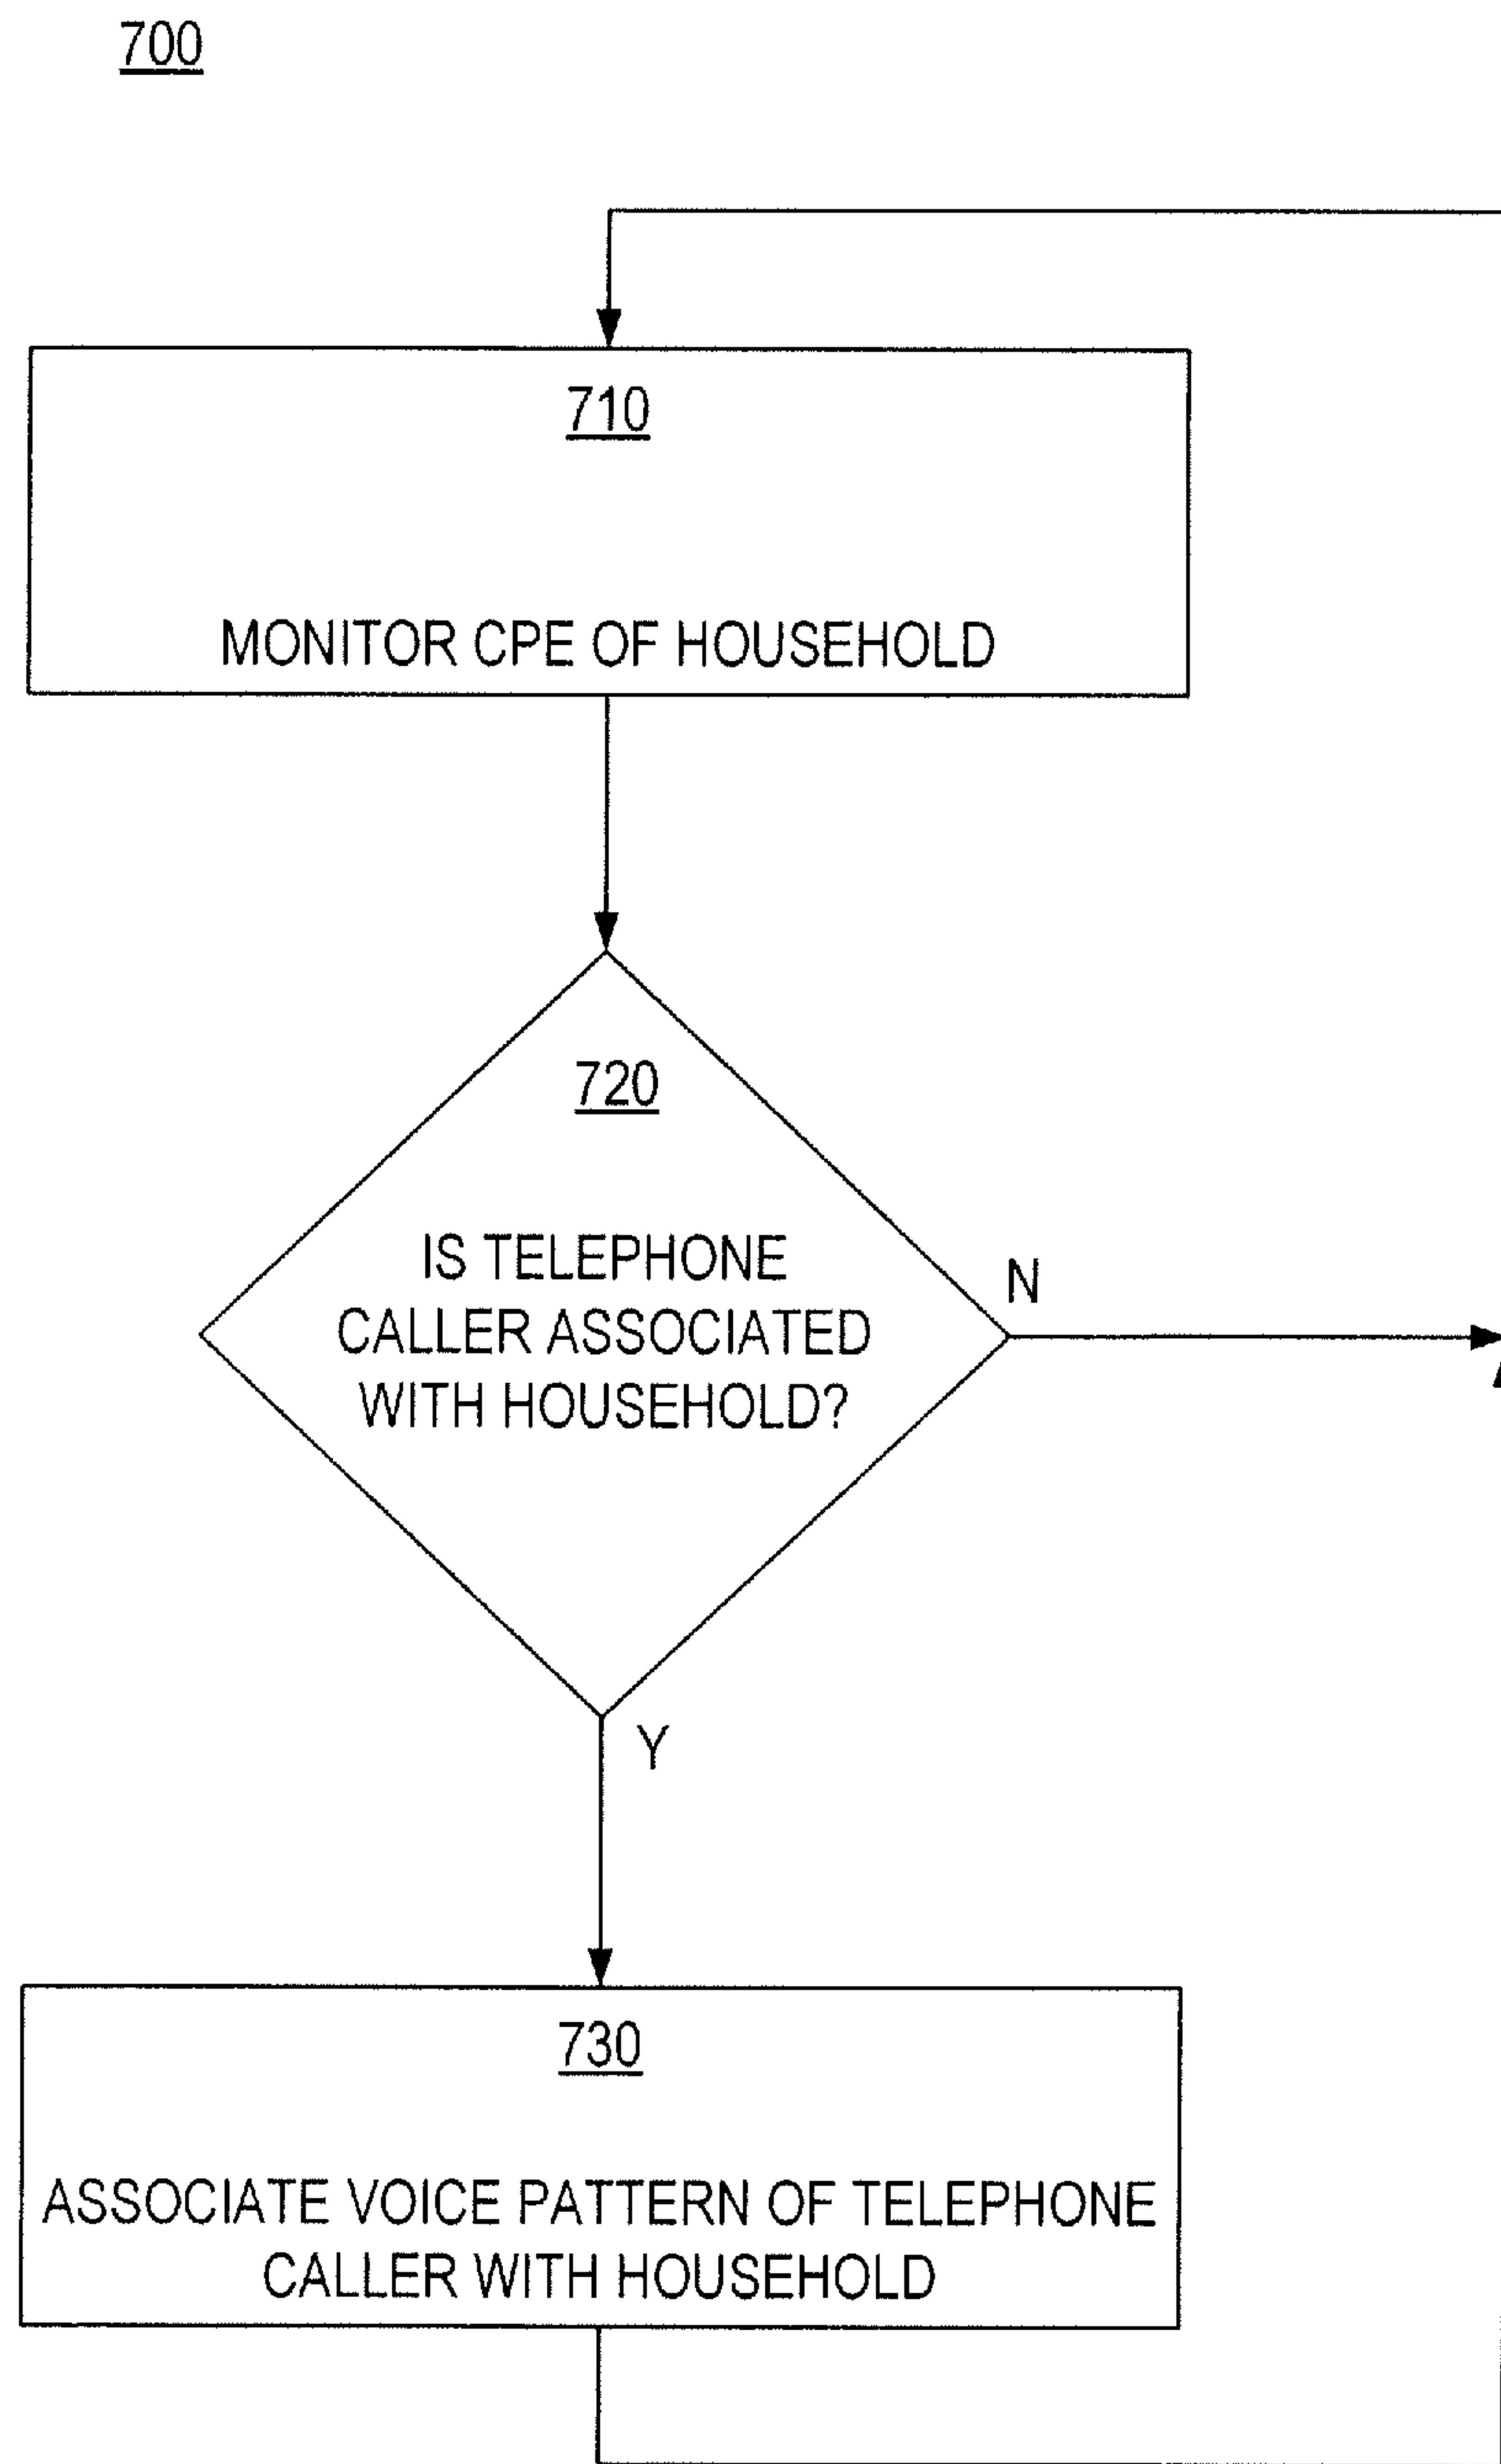 700
710
MONITOR CPE OF HOUSEHOLD
720
IS TELEPHONE
CALLER ASSOCIATED
WITH HOUSEHOLD?
N
Y
730
ASSOCIATE VOICE PATTERN OF TELEPHONE
CALLER WITH HOUSEHOLD